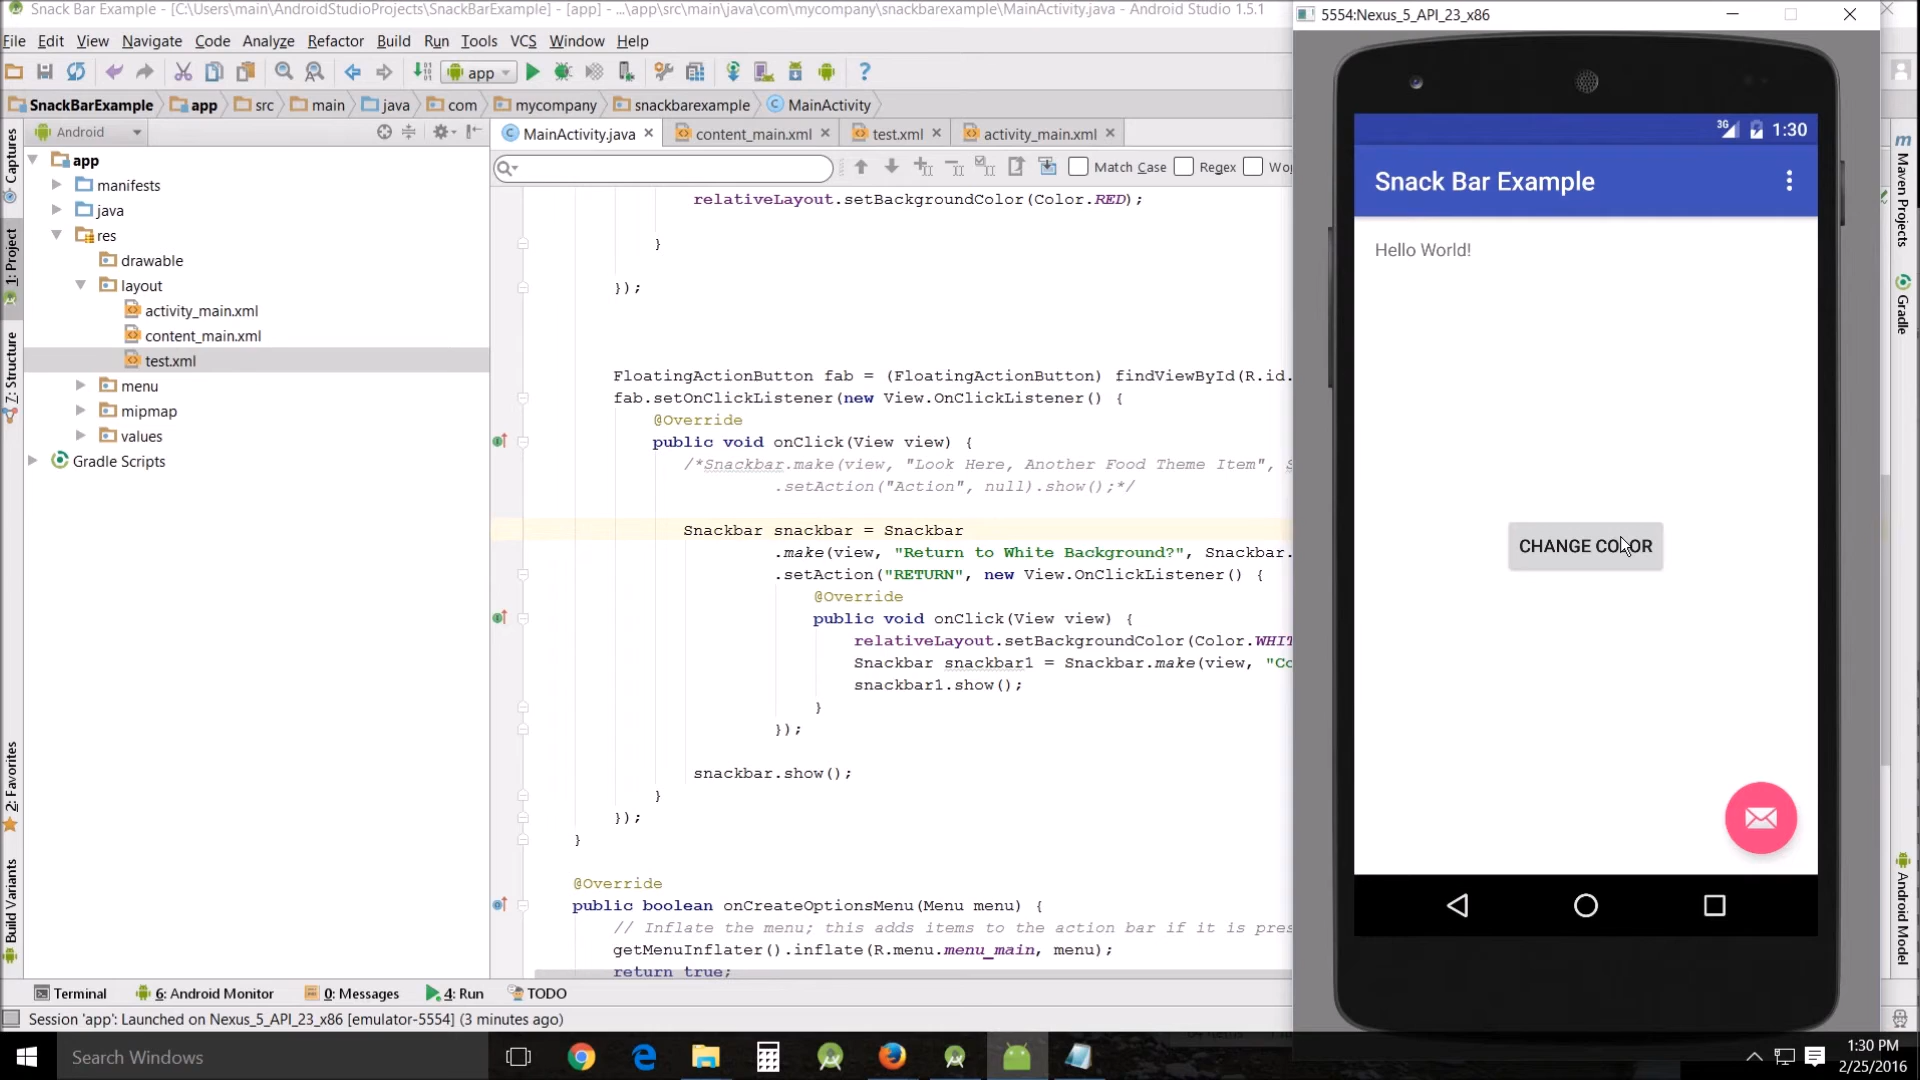 Snack Bar Example - [C:\Users\main\AndroidStudioProjects\SnackBarExample] - [app] - ...\app\src\main\java\com\mycompany\snackbarexample\MainActivity.java - Android Studio 1.5.1
File Edit View Navigate Code Analyze Refactor Build Run Tools VCS Window Help
app
SnackBarExample app src main java com mycompany snackbarexample MainActivity
Android
MainActivity.java content_main.xml test.xml activity_main.xml
Match Case Regex Wo
app
manifests
java
res
drawable
layout
activity_main.xml
content_main.xml
test.xml
menu
mipmap
values
Gradle Scripts
Captures
1: Project
Z: Structure
2: Favorites
Build Variants
relativeLayout.setBackgroundColor(Color.RED);
}
});
FloatingActionButton fab = (FloatingActionButton) findViewById(R.id.
fab.setOnClickListener(new View.OnClickListener() {
@Override
public void onClick(View view) {
/*Snackbar.make(view, "Look Here, Another Food Theme Item", S
.setAction("Action", null).show();*/
Snackbar snackbar = Snackbar
.make(view, "Return to White Background?", Snackbar.
.setAction("RETURN", new View.OnClickListener() {
@Override
public void onClick(View view) {
relativeLayout.setBackgroundColor(Color.WHIT
Snackbar snackbar1 = Snackbar.make(view, "Co
snackbar1.show();
}
});
snackbar.show();
}
});
}
@Override
public boolean onCreateOptionsMenu(Menu menu) {
// Inflate the menu; this adds items to the action bar if it is pres
getMenuInflater().inflate(R.menu.menu_main, menu);
return true;
5554:Nexus_5_API_23_x86
3G 1:30
Snack Bar Example
Hello World!
CHANGE COLOR
Maven Projects
Gradle
Android Model
Terminal 6: Android Monitor 0: Messages 4: Run TODO
Session 'app': Launched on Nexus_5_API_23_x86 [emulator-5554] (3 minutes ago)
Search Windows
1:30 PM
2/25/2016